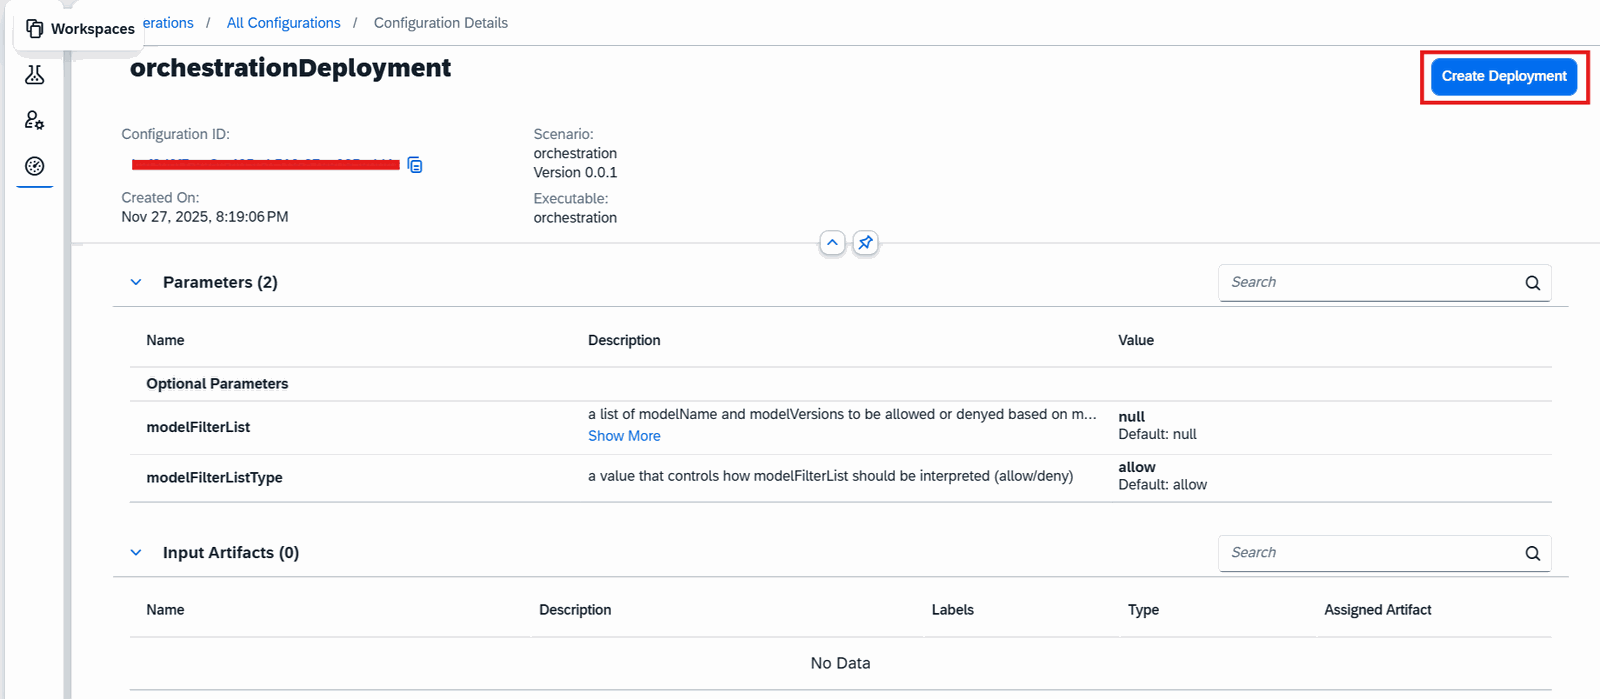 Workspaces
erations / All Configurations / Configuration Details
orchestrationDeployment
Create Deployment
Configuration ID:
Created On:
Nov 27, 2025, 8:19:06 PM
Scenario:
orchestration
Version 0.0.1
Executable:
orchestration
Parameters (2)
Search
Name Description Value
Optional Parameters
modelFilterList
a list of modelName and modelVersions to be allowed or denyed based on m...
Show More
null
Default: null
modelFilterListType
a value that controls how modelFilterList should be interpreted (allow/deny)
allow
Default: allow
Input Artifacts (0)
Search
Name Description Labels Type Assigned Artifact
No Data